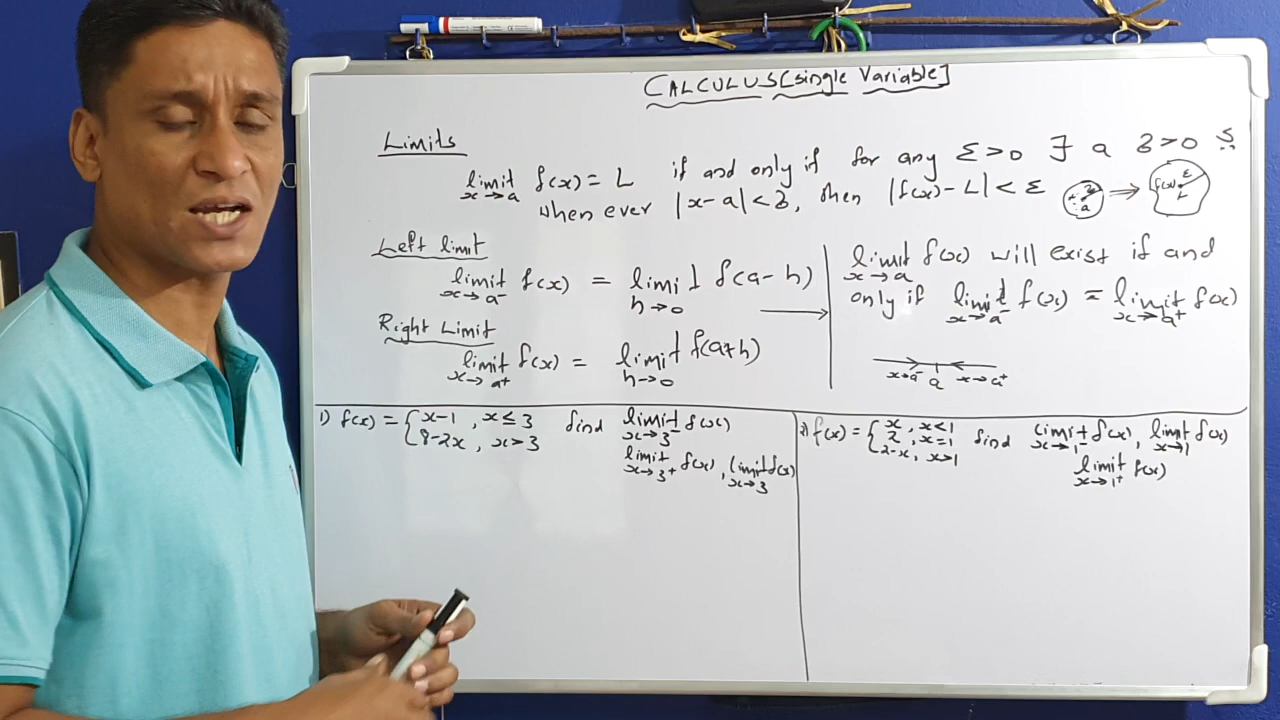 CALCULUS [Single Variable]
Limits
limit x→a f(x) = L if and only if for any ε>0 ∃ a δ>0 ∋
when ever |x-a|<δ, then |f(x)-L|<ε
x δ a ⇒ f(x) ε L
Left limit
limit x→a⁻ f(x) = limit h→0 f(a-h)
Right Limit
limit x→a⁺ f(x) = limit h→0 f(a+h)
limit x→a f(x) will exist if and
only if limit x→a⁻ f(x) = limit x→a⁺ f(x)
x→a⁻ a x→a⁺
1) f(x) = { x-1, x≤3 find limit x→3⁻ f(x)
8-2x, x>3
limit x→3⁺ f(x), limit x→3 f(x)
2) f(x) = { x, x<1 find limit x→1⁻ f(x), limit x→1 f(x)
2, x=1
2-x, x>1
limit x→1⁺ f(x)